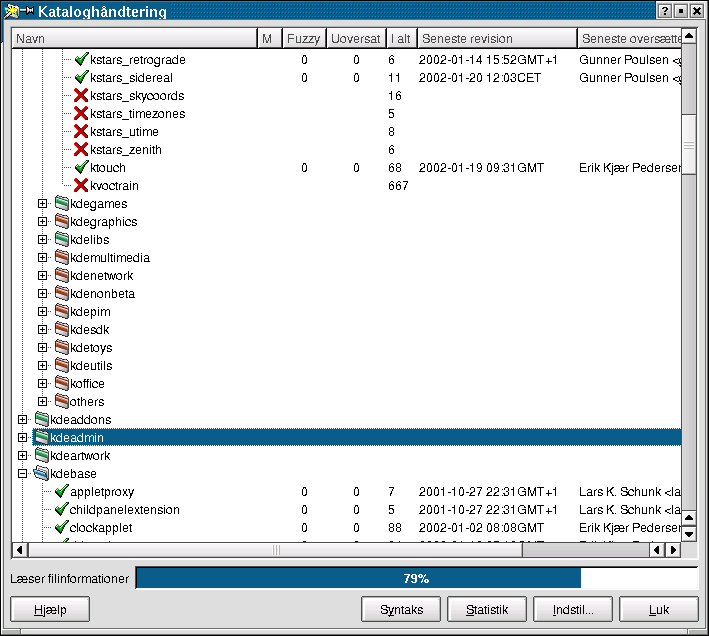 Kataloghåndtering
Navn M Fuzzy Uoversat I alt Seneste revision Seneste oversætte
kstars_retrograde 0 0 6 2002-01-14 15:52GMT+1 Gunner Poulsen <g
kstars_sidereal 0 0 11 2002-01-20 12:03CET Gunner Poulsen <g
kstars_skycoords 16
kstars_timezones 5
kstars_utime 8
kstars_zenith 6
ktouch 0 0 68 2002-01-19 09:31GMT Erik Kjær Pedersen
kvoctrain 667
kdegames
kdegraphics
kdelibs
kdemultimedia
kdenetwork
kdenonbeta
kdepim
kdesdk
kdetoys
kdeutils
koffice
others
kdeaddons
kdeadmin
kdeartwork
kdebase
appletproxy 0 0 7 2001-10-27 22:31GMT+1 Lars K. Schunk <la
childpanelextension 0 0 5 2001-10-27 22:31GMT+1 Lars K. Schunk <la
clockapplet 0 0 88 2002-01-02 08:08GMT Erik Kjær Pedersen
Læser filinformationer 79%
Hjælp Syntaks Statistik Indstil... Luk